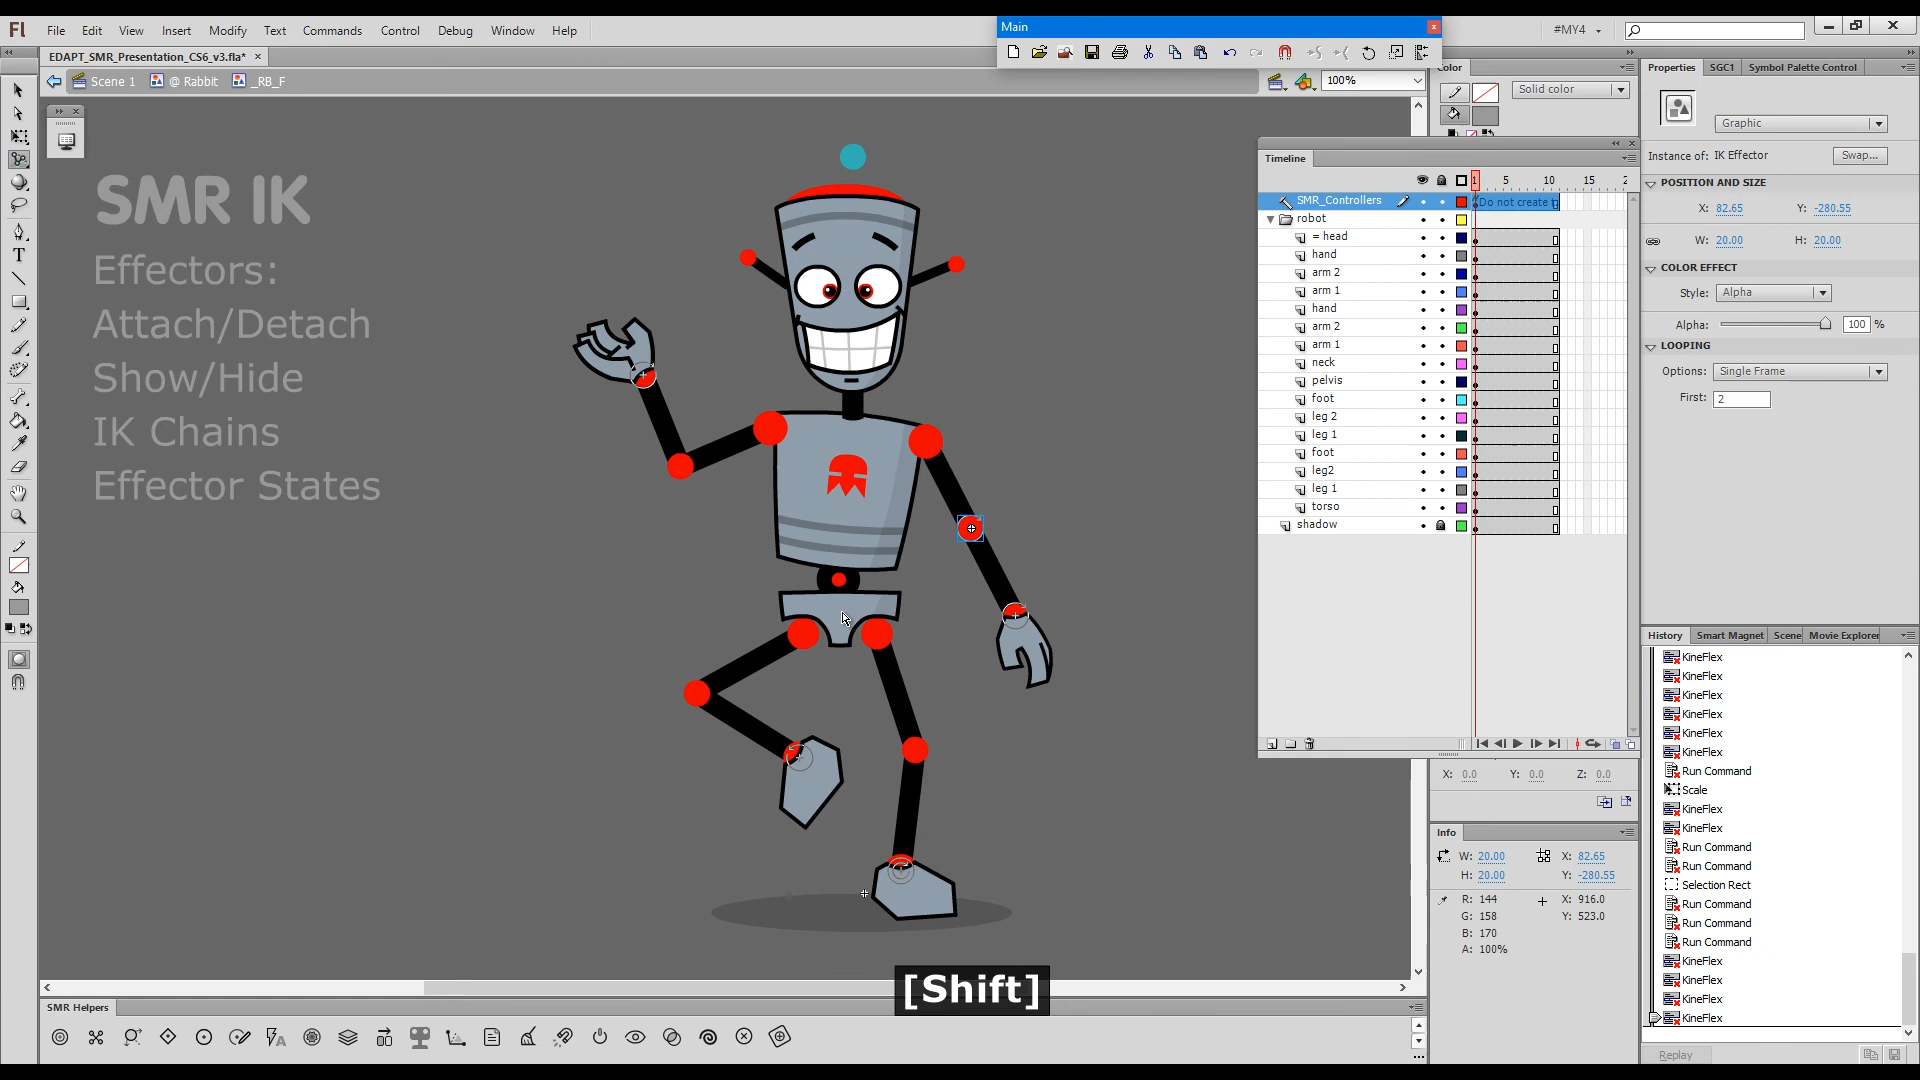 Fl File Edit View Insert Modify Text Commands Control Debug Window Help
Main
#MY4
EDAPT_SMR_Presentation_CS6_v3.fla*
Scene 1 @ Rabbit _RB_F
100%
Color
Solid color
Properties SGC1 Symbol Palette Control
Graphic
Instance of: IK Effector Swap...
POSITION AND SIZE
X: 82.65 Y: -280.55
W: 20.00 H: 20.00
COLOR EFFECT
Style: Alpha
Alpha: 100 %
LOOPING
Options: Single Frame
First: 2
SMR IK
Effectors:
Attach/Detach
Show/Hide
IK Chains
Effector States
Timeline
1 5 10 15 2
SMR_Controllers Do not create
robot
= head
hand
arm 2
arm 1
hand
arm 2
arm 1
neck
pelvis
foot
leg 2
leg 1
foot
leg2
leg 1
torso
shadow
X: 0.0 Y: 0.0 Z: 0.0
Info
W: 20.00 X: 82.65
H: 20.00 Y: -280.55
R: 144 X: 916.0
G: 158 Y: 523.0
B: 170
A: 100%
History Smart Magnet Scene Movie Explorer
KineFlex
KineFlex
KineFlex
KineFlex
KineFlex
KineFlex
Run Command
Scale
KineFlex
KineFlex
Run Command
Run Command
Selection Rect
Run Command
Run Command
Run Command
KineFlex
KineFlex
KineFlex
KineFlex
Replay
[Shift]
SMR Helpers